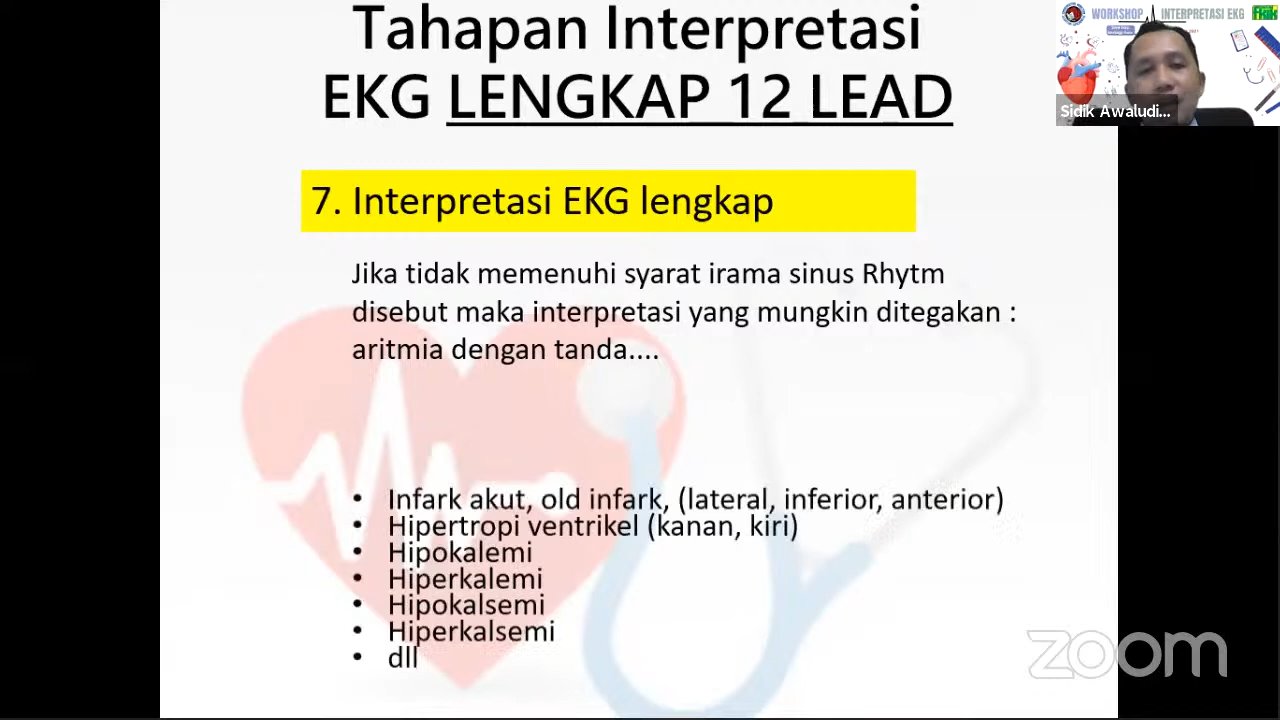 Tahapan Interpretasi
EKG LENGKAP 12 LEAD
7. Interpretasi EKG lengkap
Jika tidak memenuhi syarat irama sinus Rhytm
disebut maka interpretasi yang mungkin ditegakan :
aritmia dengan tanda....
• Infark akut, old infark, (lateral, inferior, anterior)
• Hipertropi ventrikel (kanan, kiri)
• Hipokalemi
• Hiperkalemi
• Hipokalsemi
• Hiperkalsemi
• dll
WORKSHOP INTERPRETASI EKG
Sidik Awaludi...
zoom